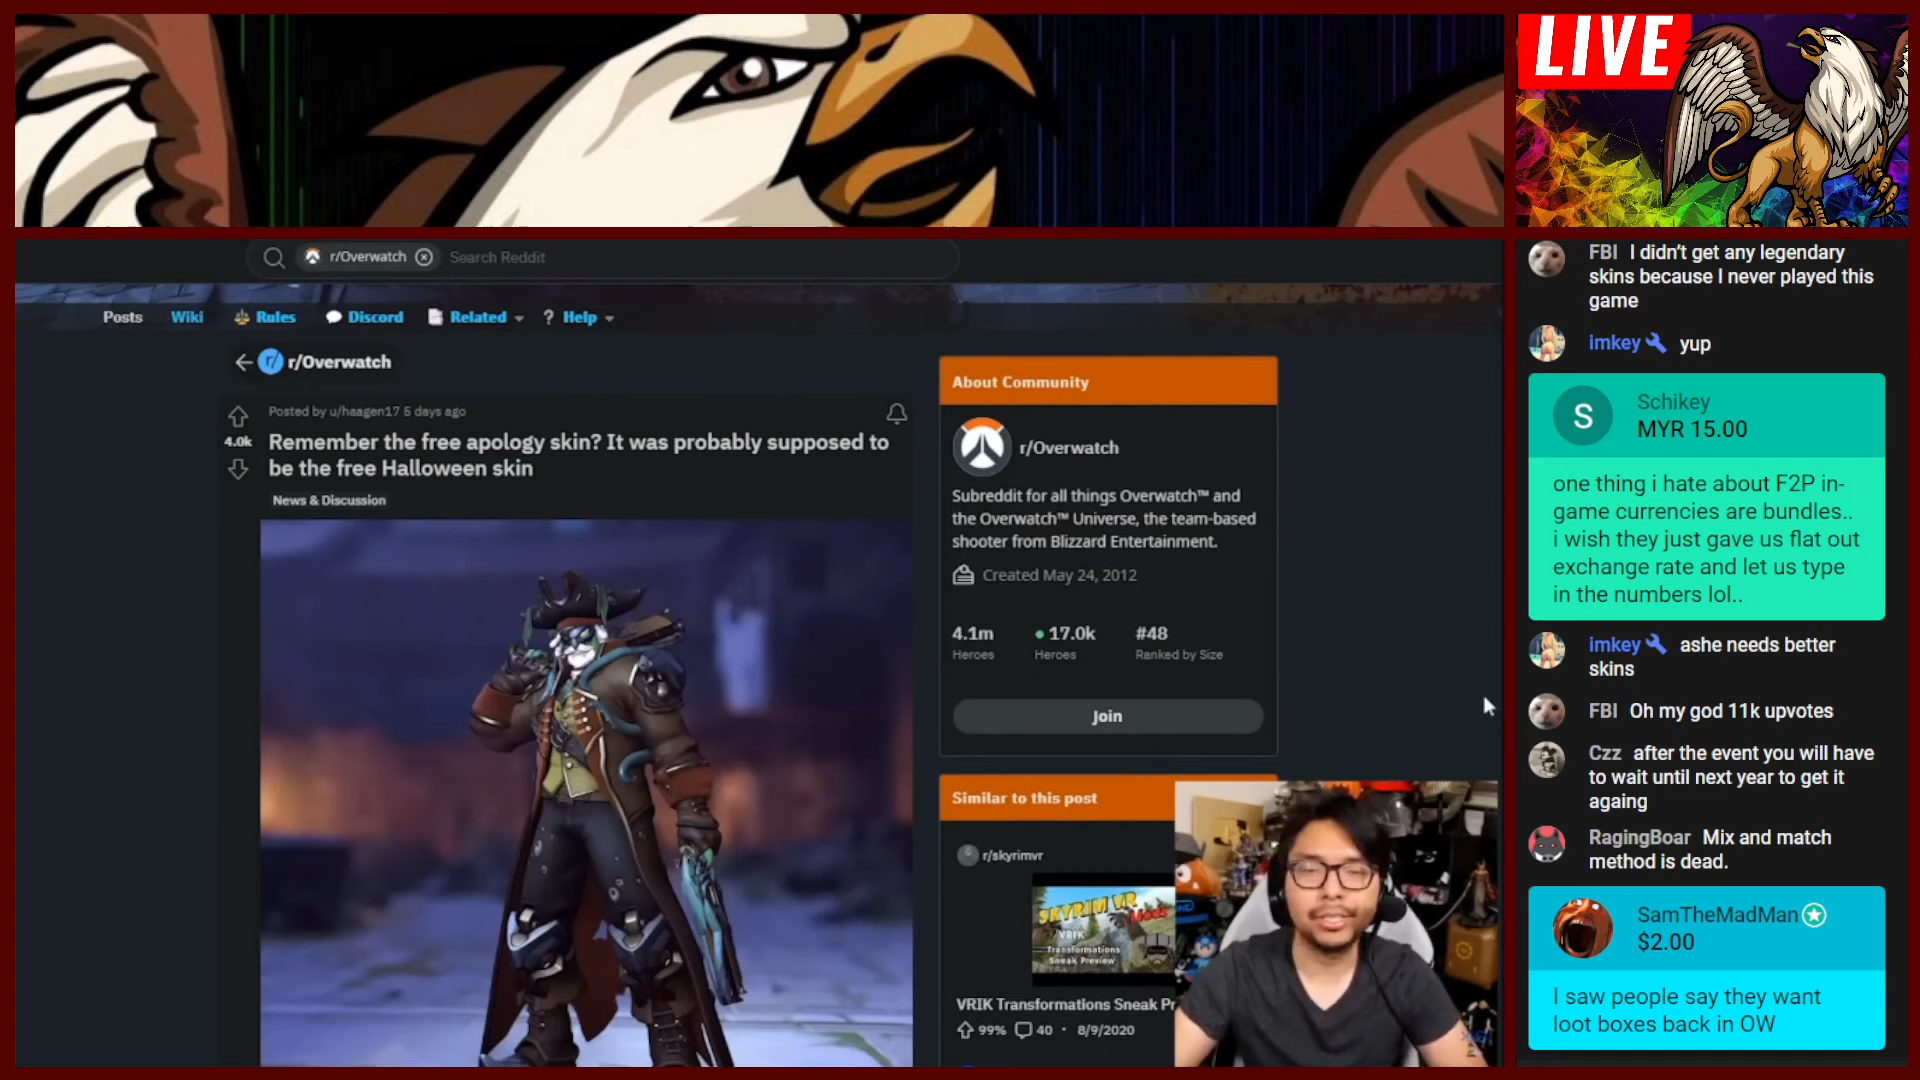 LIVE
r/Overwatch
Search Reddit
Posts
Wiki
Rules
Discord
Related
? Help
r/ r/Overwatch
Posted by u/haagen17 5 days ago
4.0k
Remember the free apology skin? It was probably supposed to
be the free Halloween skin
News & Discussion
About Community
r/Overwatch
Subreddit for all things Overwatch™ and
the Overwatch™ Universe, the team-based
shooter from Blizzard Entertainment.
Created May 24, 2012
4.1m
Heroes
17.0k
Heroes
#48
Ranked by Size
Join
Similar to this post
r/skyrimvr
SKYRIM VR
Mods
VRIK
Transformations
Sneak Preview
VRIK Transformations Sneak Pr
99% 40 · 8/9/2020
FBI I didn't get any legendary
skins because I never played this
game
imkey yup
S
Schikey
MYR 15.00
one thing i hate about F2P in-
game currencies are bundles..
i wish they just gave us flat out
exchange rate and let us type
in the numbers lol..
imkey ashe needs better
skins
FBI Oh my god 11k upvotes
Czz after the event you will have
to wait until next year to get it
againg
RagingBoar Mix and match
method is dead.
SamTheMadMan
$2.00
I saw people say they want
loot boxes back in OW